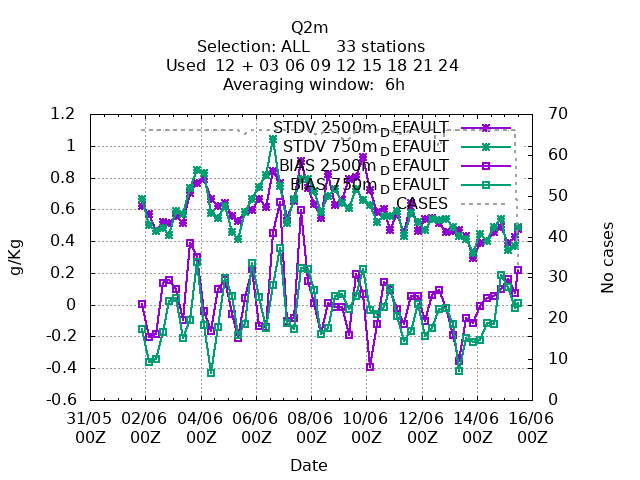 Q2m
Selection: ALL 33 stations
Used 12 + 03 06 09 12 15 18 21 24
Averaging window: 6h
1.2
1
0.8
0.6
0.4
0.2
0
-0.2
-0.4
-0.6
g/Kg
70
60
50
40
30
20
10
0
No cases
STDV 2500m_DEFAULT
STDV 750m_DEFAULT
BIAS 2500m_DEFAULT
BIAS 750m_DEFAULT
CASES
31/05 02/06 04/06 06/06 08/06 10/06 12/06 14/06 16/06
00Z 00Z 00Z 00Z 00Z 00Z 00Z 00Z 00Z
Date